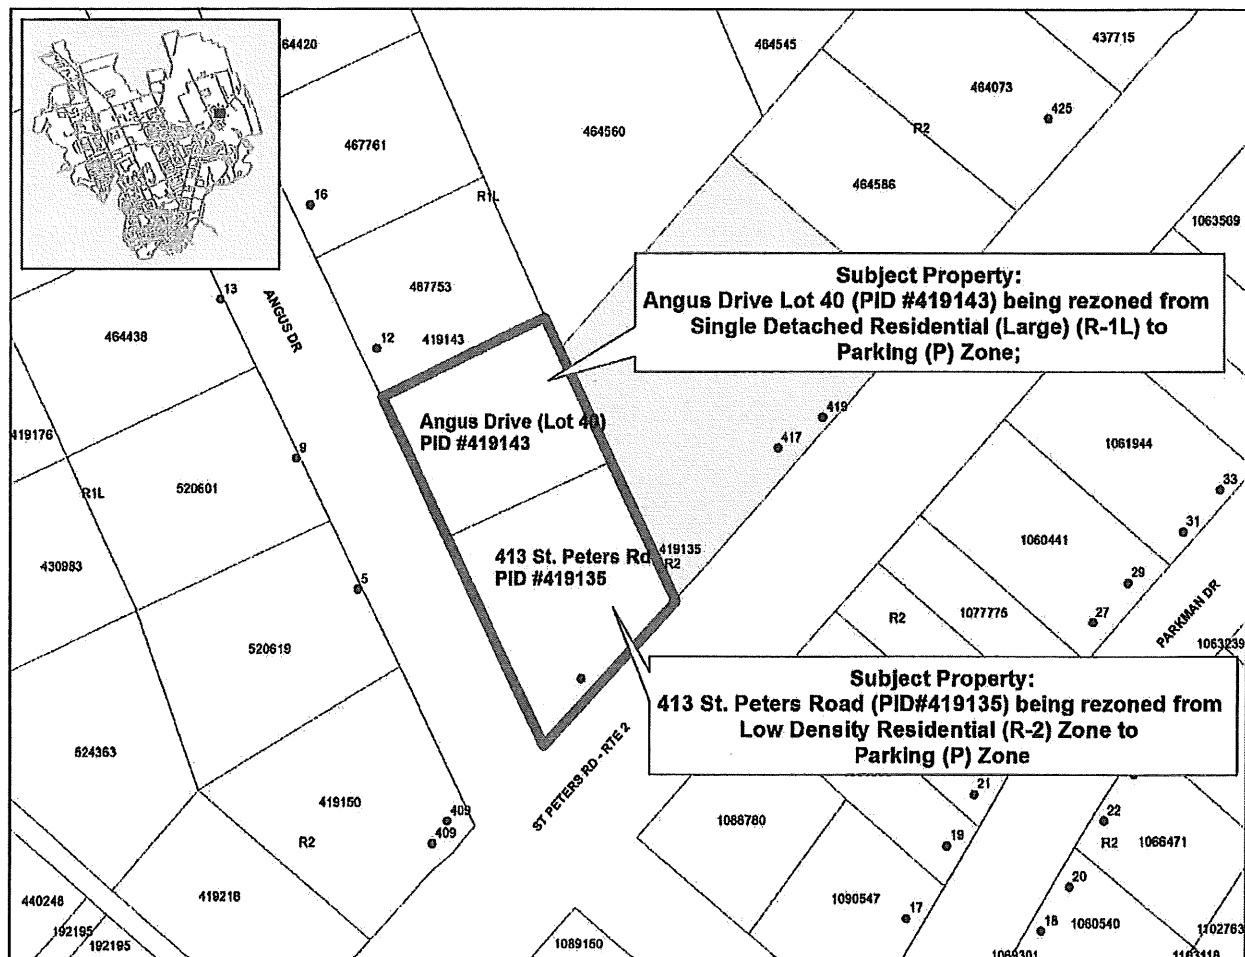 64420
464545
437715
464073
425
R2
467761
464560
464586
16
R1L
1063509
Subject Property:
Angus Drive Lot 40 (PID #419143) being rezoned from
Single Detached Residential (Large) (R-1L) to
Parking (P) Zone;
13
ANGUS DR
467753
464438
12
419143
419
417
Angus Drive (Lot 40)
PID #419143
419176
9
1061944
R1L
520601
33
31
1060441
413 St. Peters Rd
PID #419135
419135
R2
430983
5
29
1077776
R2
27
PARKMAN DR
1063239
520619
Subject Property:
413 St. Peters Road (PID#419135) being rezoned from
Low Density Residential (R-2) Zone to
Parking (P) Zone
524363
ST PETERS RD - RTE 2
21
419150
409
409
R2
1088780
19
22
R2
1066471
440248
419218
1090547
20
17
192195
192195
18
1060540
1102763
1089150
1069301
1103118